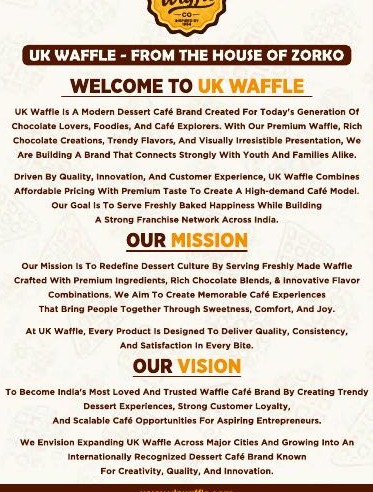 Waffle
CO
UK WAFFLE - FROM THE HOUSE OF ZORKO
WELCOME TO UK WAFFLE
UK Waffle Is A Modern Dessert Café Brand Created For Today's Generation Of
Chocolate Lovers, Foodies, And Café Explorers. With Our Premium Waffle, Rich
Chocolate Creations, Trendy Flavors, And Visually Irresistible Presentation, We
Are Building A Brand That Connects Strongly With Youth And Families Alike.
Driven By Quality, Innovation, And Customer Experience, UK Waffle Combines
Affordable Pricing With Premium Taste To Create A High-demand Café Model.
Our Goal Is To Serve Freshly Baked Happiness While Building
A Strong Franchise Network Across India.
OUR MISSION
Our Mission Is To Redefine Dessert Culture By Serving Freshly Made Waffle
Crafted With Premium Ingredients, Rich Chocolate Blends, & Innovative Flavor
Combinations. We Aim To Create Memorable Café Experiences
That Bring People Together Through Sweetness, Comfort, And Joy.
At UK Waffle, Every Product Is Designed To Deliver Quality, Consistency,
And Satisfaction In Every Bite.
OUR VISION
To Become India's Most Loved And Trusted Waffle Café Brand By Creating Trendy
Dessert Experiences, Strong Customer Loyalty,
And Scalable Café Opportunities For Aspiring Entrepreneurs.
We Envision Expanding UK Waffle Across Major Cities And Growing Into An
Internationally Recognized Dessert Café Brand Known
For Creativity, Quality, And Innovation.